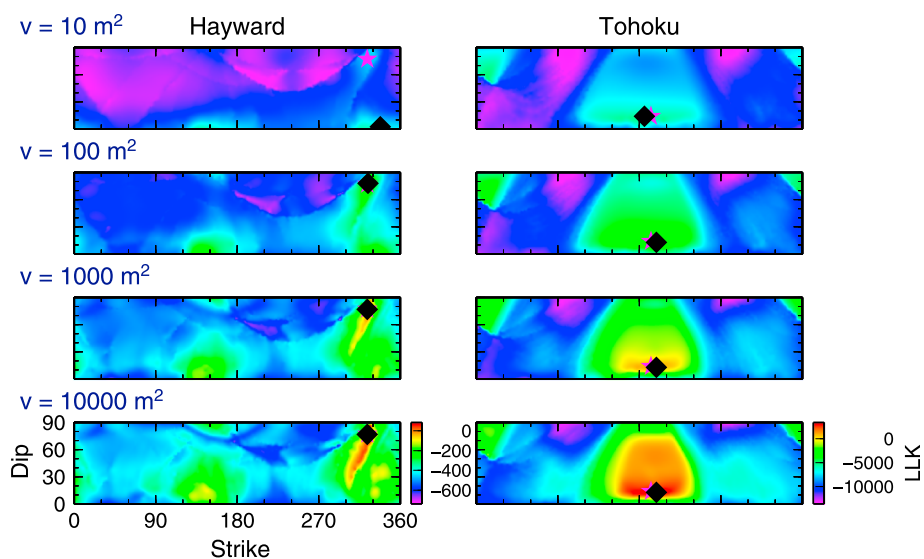 v = 10 m²
Hayward
Tohoku
v = 100 m²
v = 1000 m²
v = 10000 m²
90
60
30
0
Dip
0 90 180 270 360
Strike
0
−200
−400
−600
0
−5000
−10000
LLK